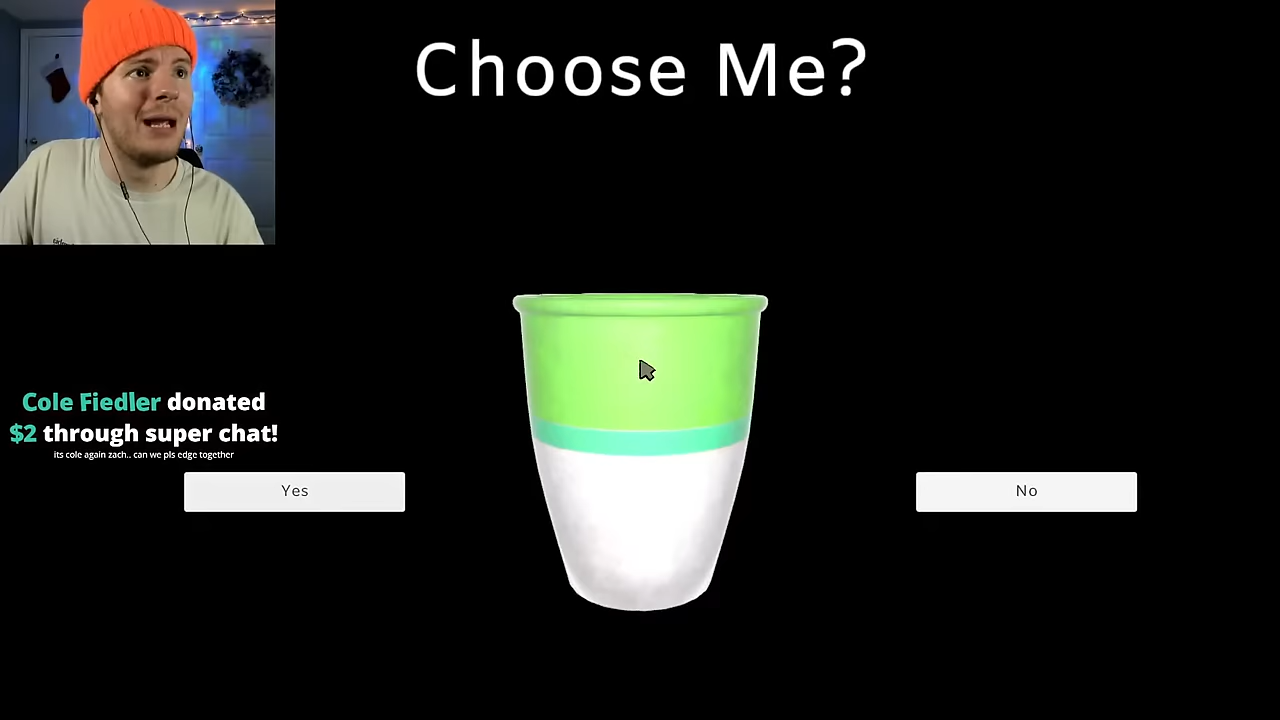 Choose Me?
Cole Fiedler donated
$2 through super chat!
its cole again zach.. can we pls edge together
Yes
No